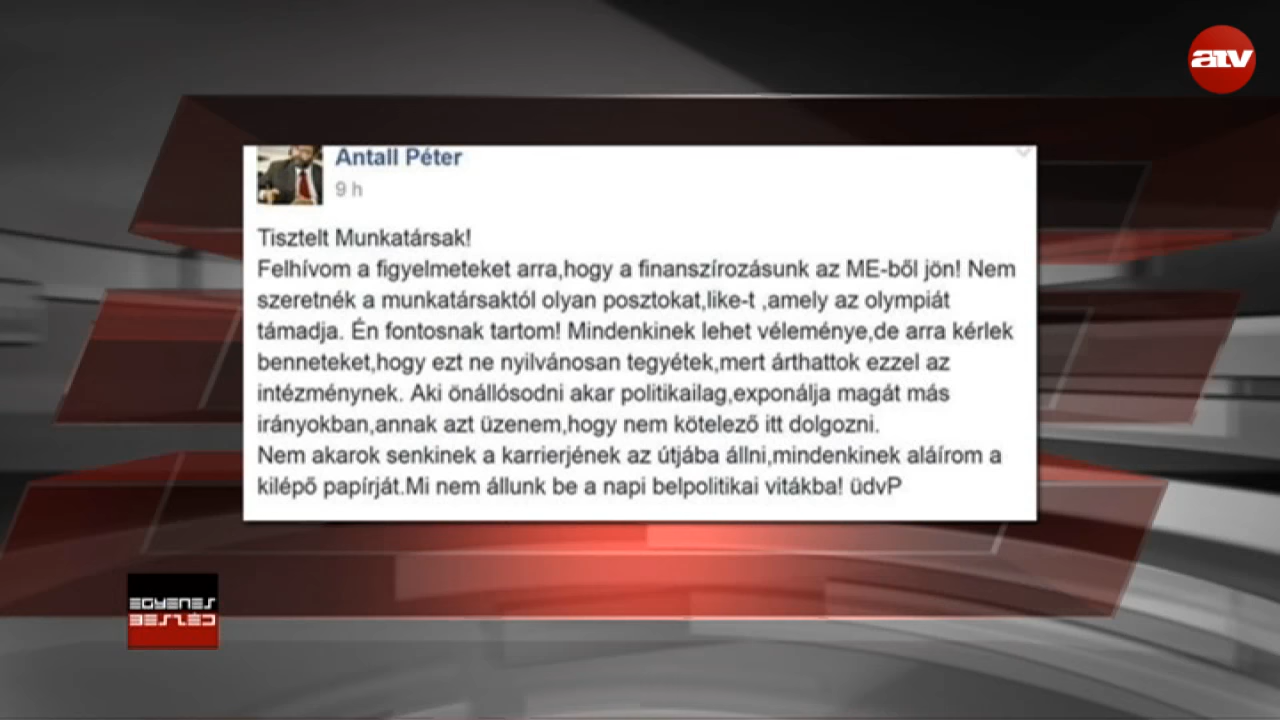 atv
Antall Péter
9 h
Tisztelt Munkatársak!
Felhívom a figyelmeteket arra,hogy a finanszírozásunk az ME-ből jön! Nem
szeretnék a munkatársaktól olyan posztokat,like-t ,amely az olympiát
támadja. Én fontosnak tartom! Mindenkinek lehet véleménye,de arra kérlek
benneteket,hogy ezt ne nyilvánosan tegyétek,mert árthattok ezzel az
intézménynek. Aki önállósodni akar politikailag,exponálja magát más
irányokban,annak azt üzenem,hogy nem kötelező itt dolgozni.
Nem akarok senkinek a karrierjének az útjába állni,mindenkinek aláírom a
kilépő papírját.Mi nem állunk be a napi belpolitikai vitákba! üdvP
EGYENES
BESZÉD